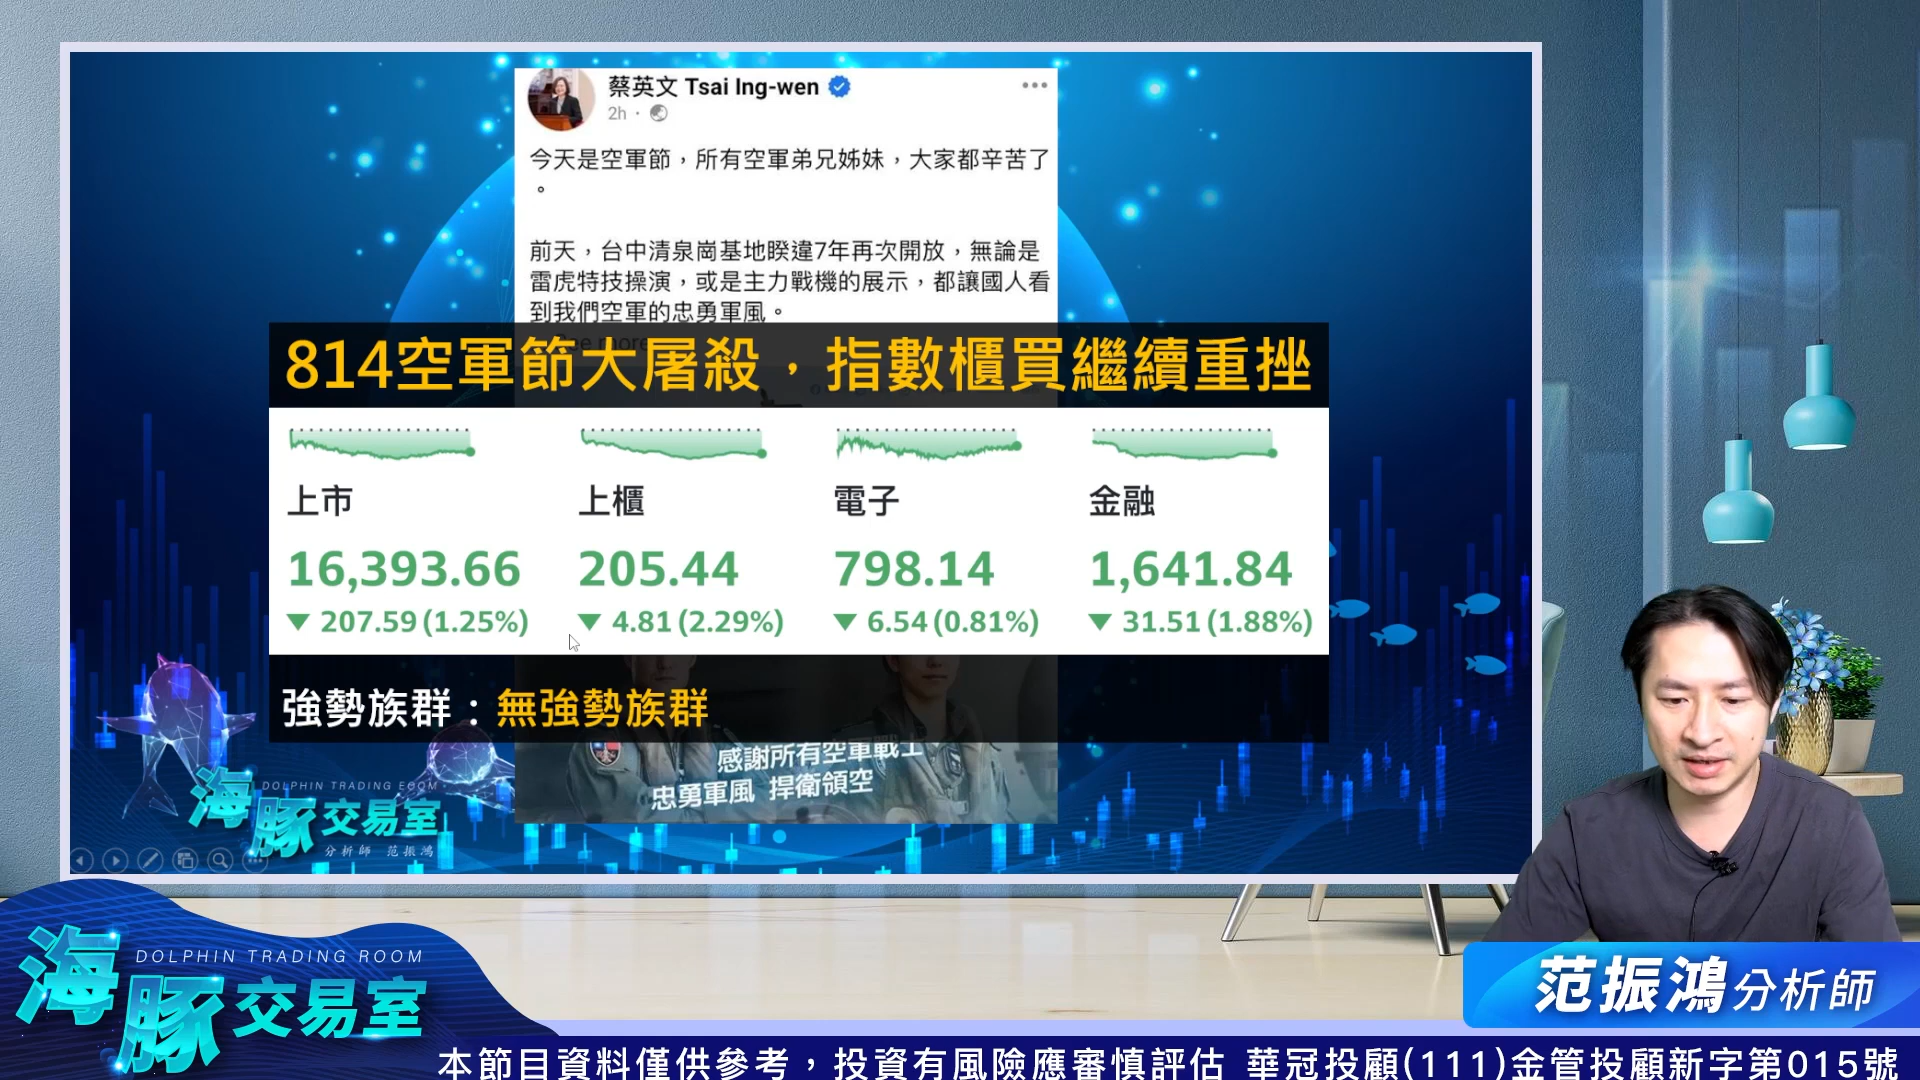 蔡英文 Tsai Ing-wen
2h
今天是空軍節，所有空軍弟兄姊妹，大家都辛苦了
。
前天，台中清泉崗基地睽違7年再次開放，無論是
雷虎特技操演，或是主力戰機的展示，都讓國人看
到我們空軍的忠勇軍風。
See more
814空軍節大屠殺，指數櫃買繼續重挫
上市
16,393.66
▼ 207.59 (1.25%)
上櫃
205.44
▼ 4.81 (2.29%)
電子
798.14
▼ 6.54 (0.81%)
金融
1,641.84
▼ 31.51 (1.88%)
強勢族群：無強勢族群
感謝所有空軍戰士
忠勇軍風 捍衛領空
DOLPHIN TRADING ROOM
海豚交易室
分析師 范振鴻
DOLPHIN TRADING ROOM
海豚交易室
范振鴻分析師
本節目資料僅供參考，投資有風險應審慎評估 華冠投顧(111)金管投顧新字第015號